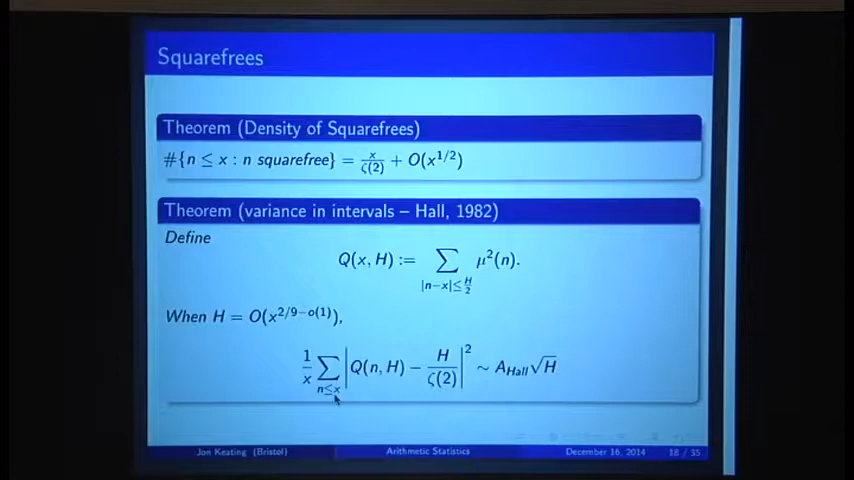 Squarefrees
Theorem (Density of Squarefrees)
#{n ≤ x : n squarefree} = x/ζ(2) + O(x^{1/2})
Theorem (variance in intervals – Hall, 1982)
Define
Q(x, H) := ∑_{|n−x|≤H/2} μ²(n).
When H = O(x^{2/9−o(1)}),
1/x ∑_{n≤x} |Q(n, H) − H/ζ(2)|² ∼ A_{Hall}√H
Jon Keating (Bristol) Arithmetic Statistics December 16, 2014 18 / 35